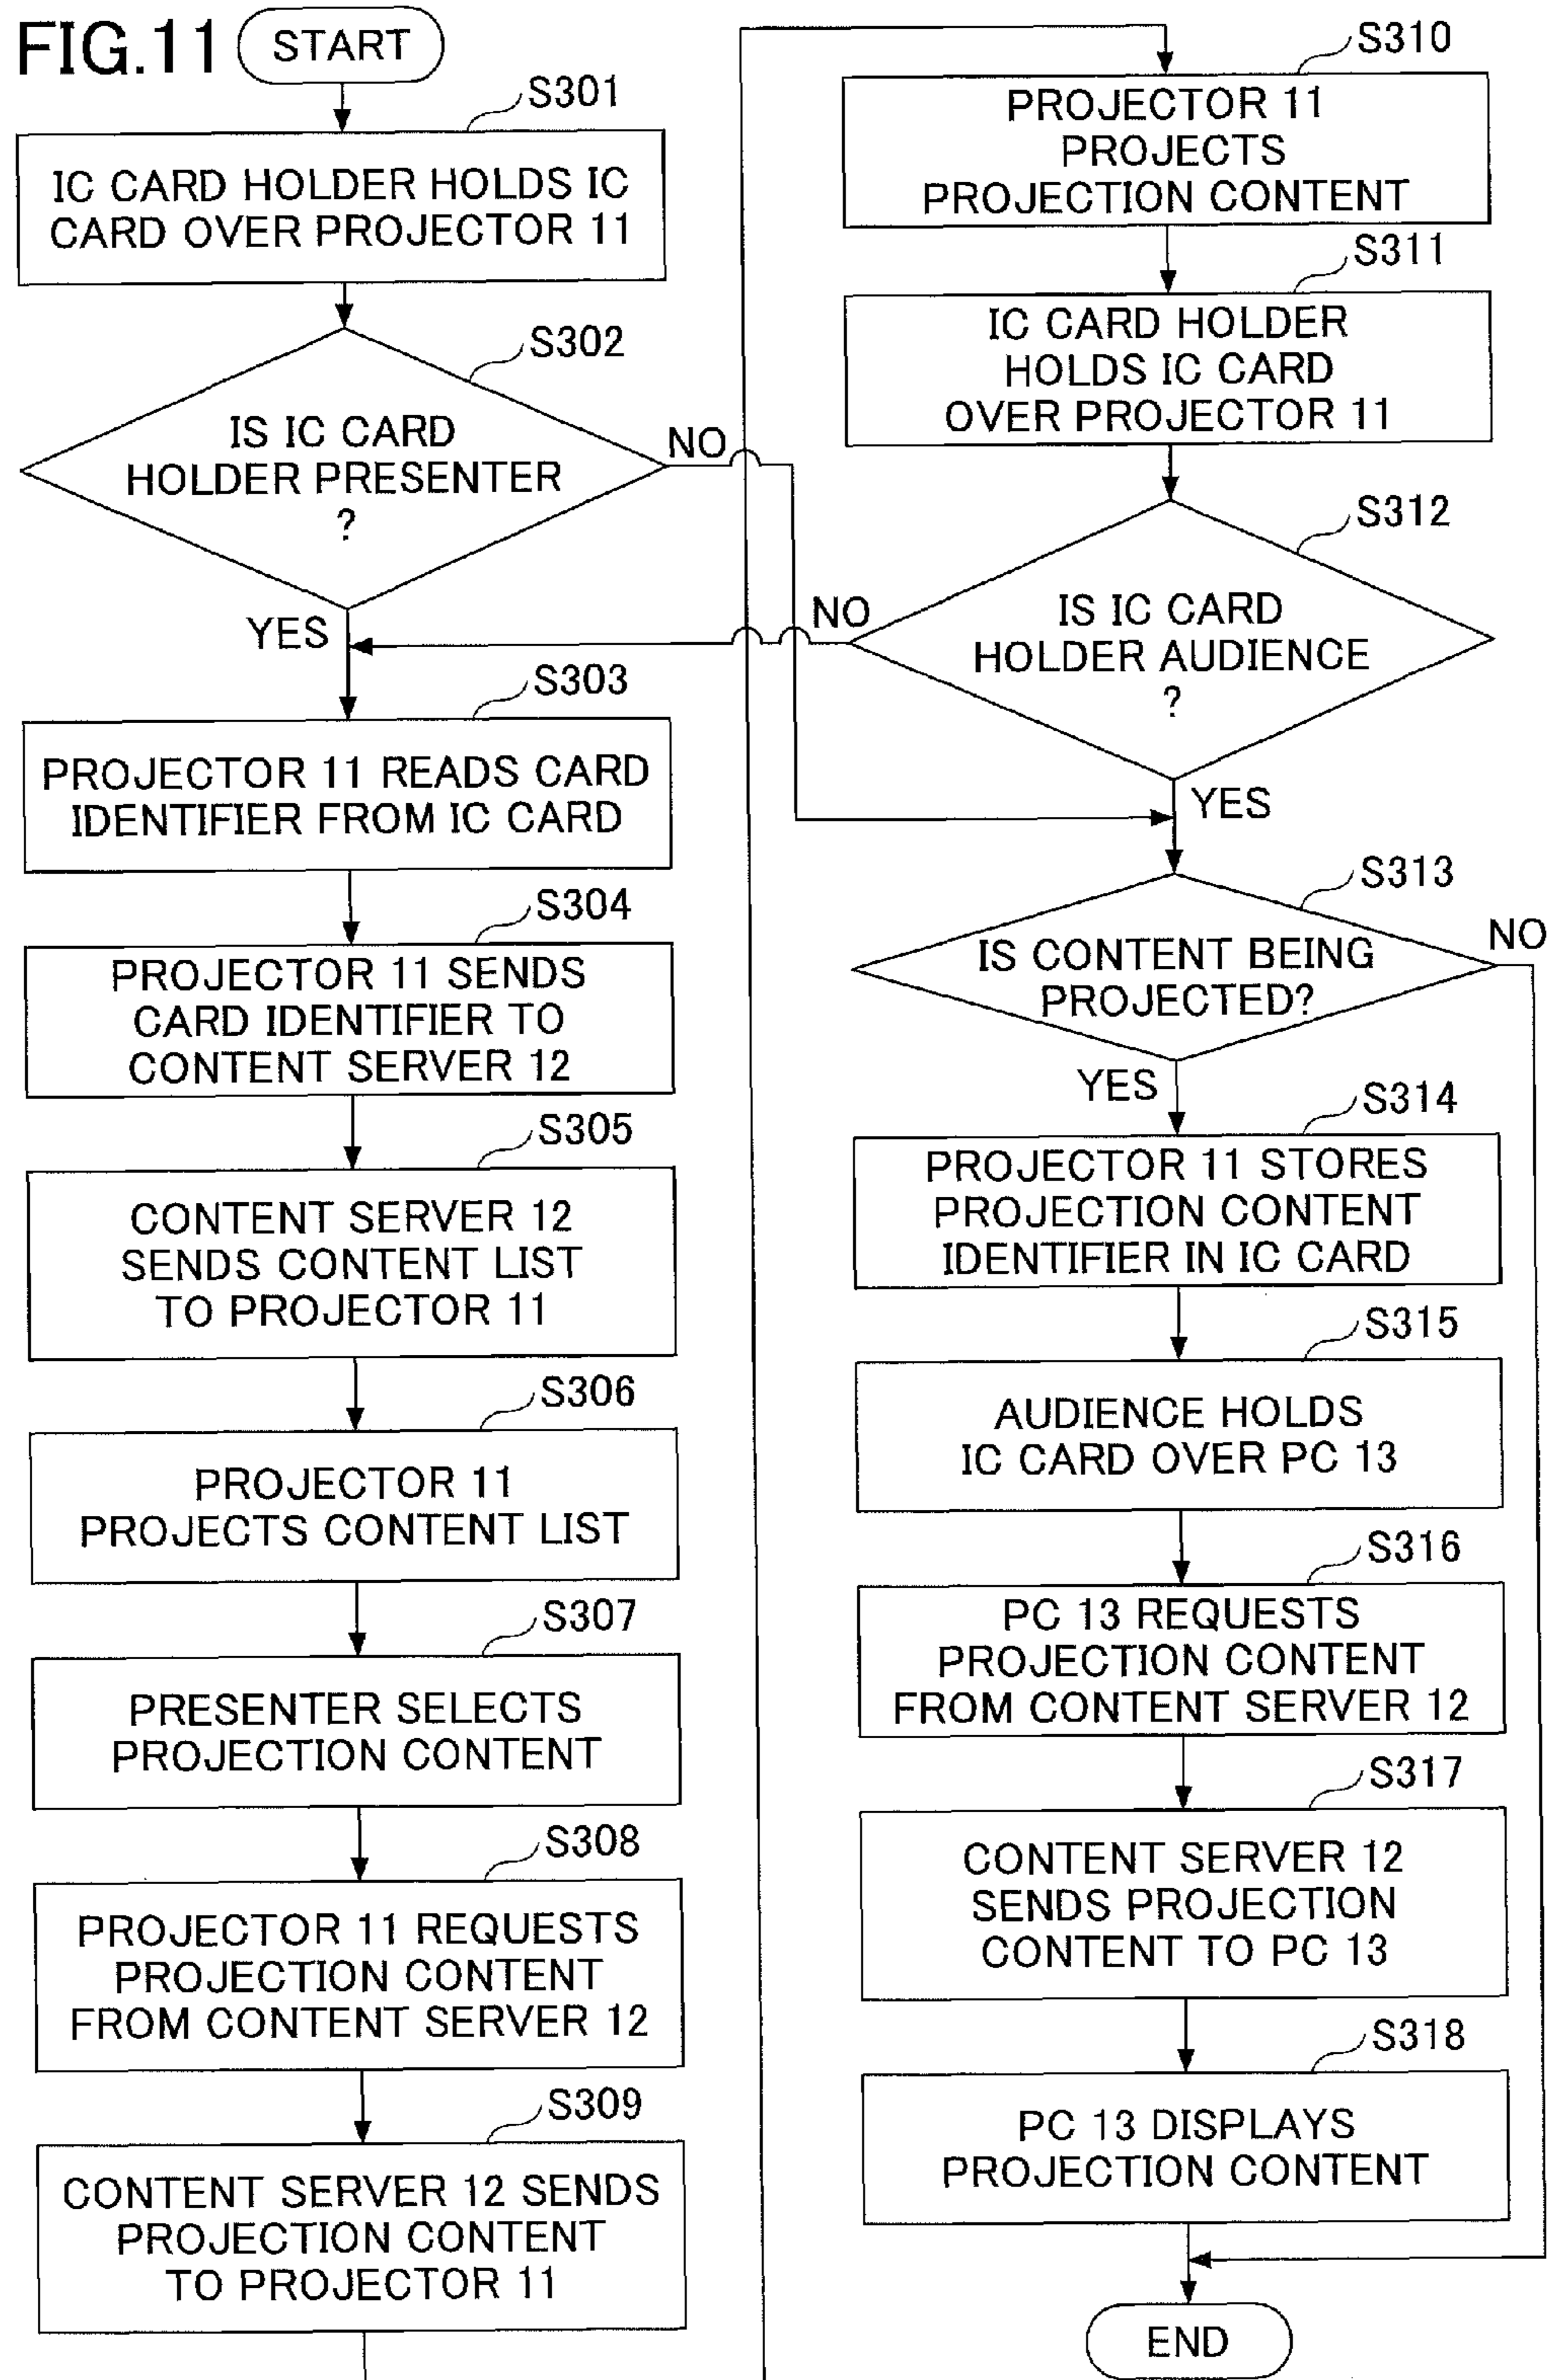 FIG.11
START
S301
IC CARD HOLDER HOLDS IC
CARD OVER PROJECTOR 11
S302
IS IC CARD
HOLDER PRESENTER
?
NO
YES
S303
PROJECTOR 11 READS CARD
IDENTIFIER FROM IC CARD
S304
PROJECTOR 11 SENDS
CARD IDENTIFIER TO
CONTENT SERVER 12
S305
CONTENT SERVER 12
SENDS CONTENT LIST
TO PROJECTOR 11
S306
PROJECTOR 11
PROJECTS CONTENT LIST
S307
PRESENTER SELECTS
PROJECTION CONTENT
S308
PROJECTOR 11 REQUESTS
PROJECTION CONTENT
FROM CONTENT SERVER 12
S309
CONTENT SERVER 12 SENDS
PROJECTION CONTENT
TO PROJECTOR 11
S310
PROJECTOR 11
PROJECTS
PROJECTION CONTENT
S311
IC CARD HOLDER
HOLDS IC CARD
OVER PROJECTOR 11
S312
IS IC CARD
HOLDER AUDIENCE
?
NO
YES
S313
IS CONTENT BEING
PROJECTED?
NO
YES
S314
PROJECTOR 11 STORES
PROJECTION CONTENT
IDENTIFIER IN IC CARD
S315
AUDIENCE HOLDS
IC CARD OVER PC 13
S316
PC 13 REQUESTS
PROJECTION CONTENT
FROM CONTENT SERVER 12
S317
CONTENT SERVER 12
SENDS PROJECTION
CONTENT TO PC 13
S318
PC 13 DISPLAYS
PROJECTION CONTENT
END